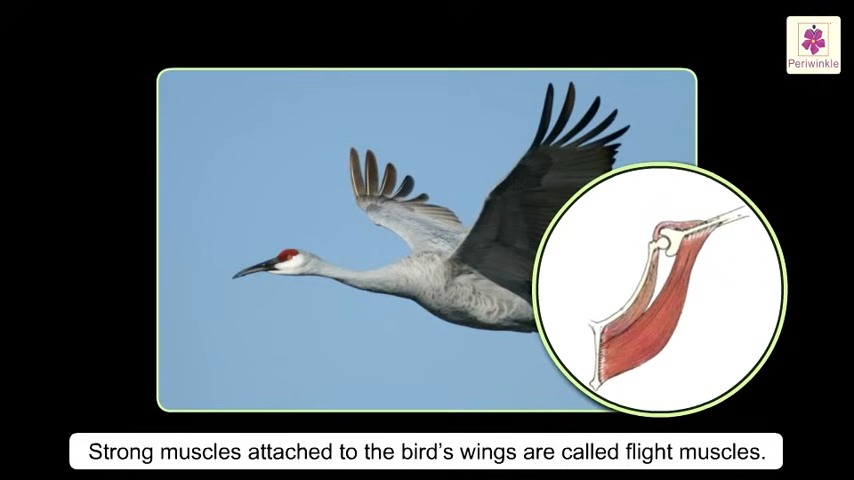 Periwinkle
Strong muscles attached to the bird's wings are called flight muscles.